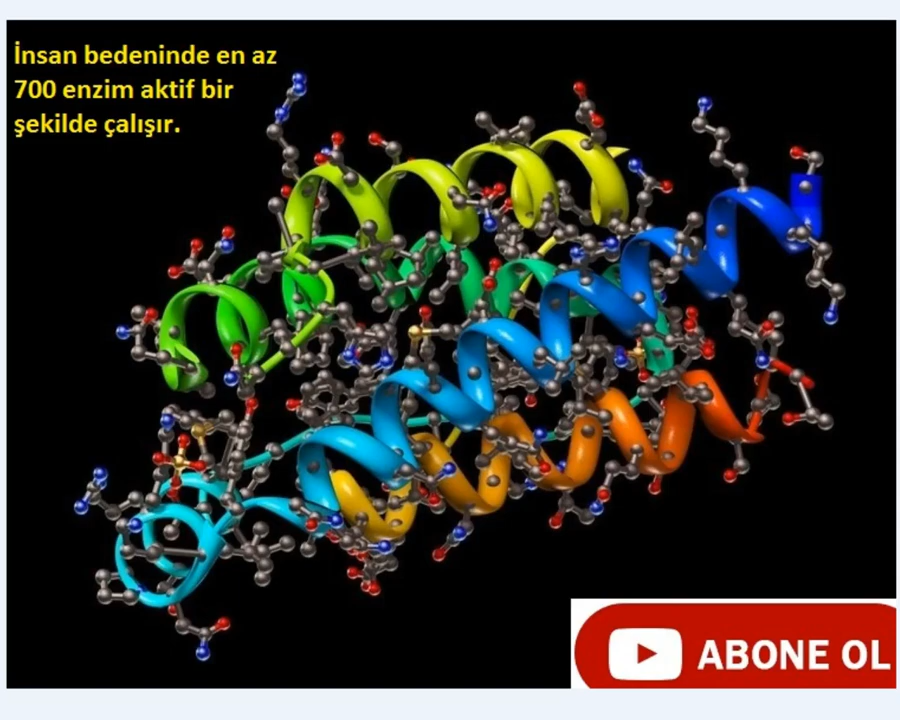 İnsan bedeninde en az
700 enzim aktif bir
şekilde çalışır.
ABONE OL